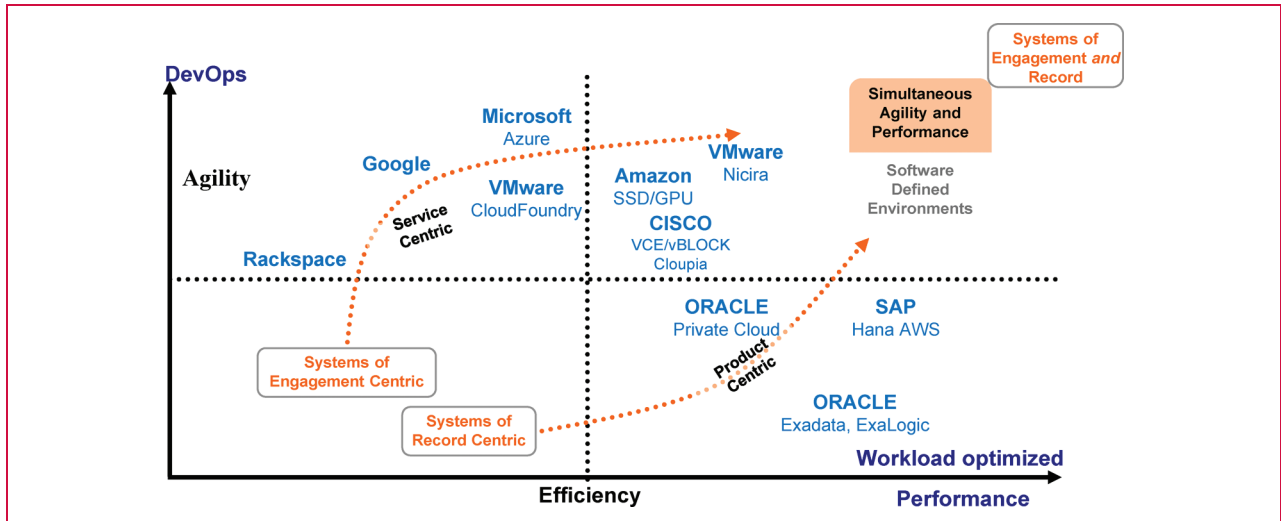 Systems of
Engagement and
Record
DevOps
Simultaneous
Agility and
Performance
Microsoft
Azure
Google
VMware
Nicira
Agility
VMware
CloudFoundry
Amazon
SSD/GPU
Software
Defined
Environments
Service
Centric
CISCO
VCE/vBLOCK
Cloupia
Rackspace
ORACLE
Private Cloud
SAP
Hana AWS
Systems of
Engagement Centric
Product
Centric
Systems of
Record Centric
ORACLE
Exadata, ExaLogic
Workload optimized
Efficiency
Performance